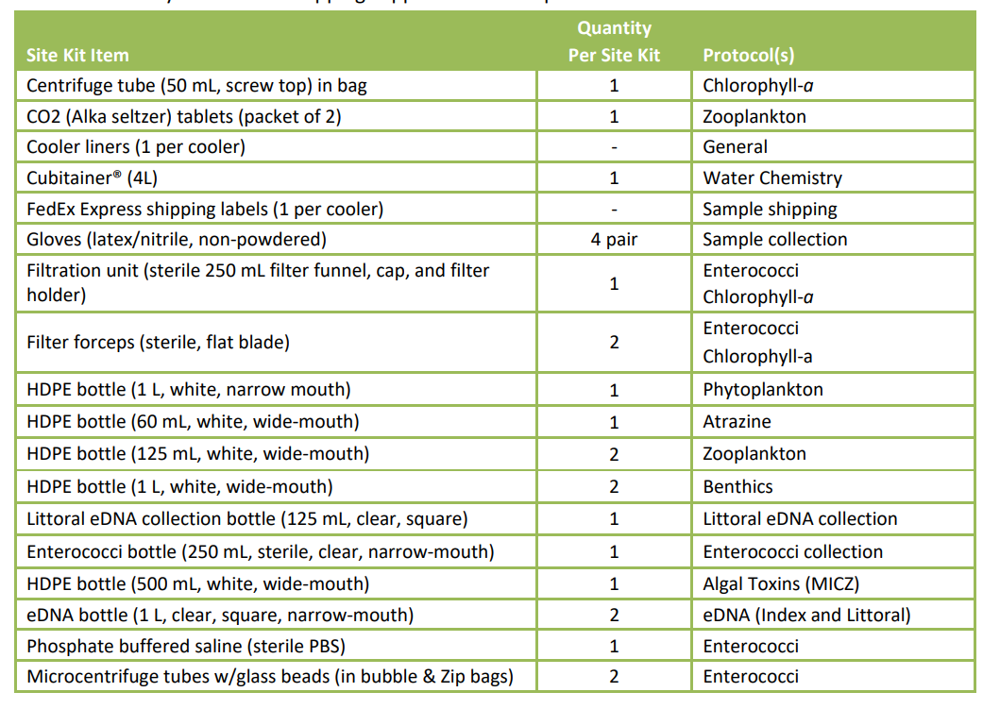 Quantity
Site Kit Item Per Site Kit Protocol(s)
Centrifuge tube (50 mL, screw top) in bag 1 Chlorophyll-a
CO2 (Alka seltzer) tablets (packet of 2) 1 Zooplankton
Cooler liners (1 per cooler) - General
Cubitainer® (4L) 1 Water Chemistry
FedEx Express shipping labels (1 per cooler) - Sample shipping
Gloves (latex/nitrile, non-powdered) 4 pair Sample collection
Filtration unit (sterile 250 mL filter funnel, cap, and filter
holder) 1 Enterococci
Chlorophyll-a
Filter forceps (sterile, flat blade) 2 Enterococci
Chlorophyll-a
HDPE bottle (1 L, white, narrow mouth) 1 Phytoplankton
HDPE bottle (60 mL, white, wide-mouth) 1 Atrazine
HDPE bottle (125 mL, white, wide-mouth) 2 Zooplankton
HDPE bottle (1 L, white, wide-mouth) 2 Benthics
Littoral eDNA collection bottle (125 mL, clear, square) 1 Littoral eDNA collection
Enterococci bottle (250 mL, sterile, clear, narrow-mouth) 1 Enterococci collection
HDPE bottle (500 mL, white, wide-mouth) 1 Algal Toxins (MICZ)
eDNA bottle (1 L, clear, square, narrow-mouth) 2 eDNA (Index and Littoral)
Phosphate buffered saline (sterile PBS) 1 Enterococci
Microcentrifuge tubes w/glass beads (in bubble & Zip bags) 2 Enterococci